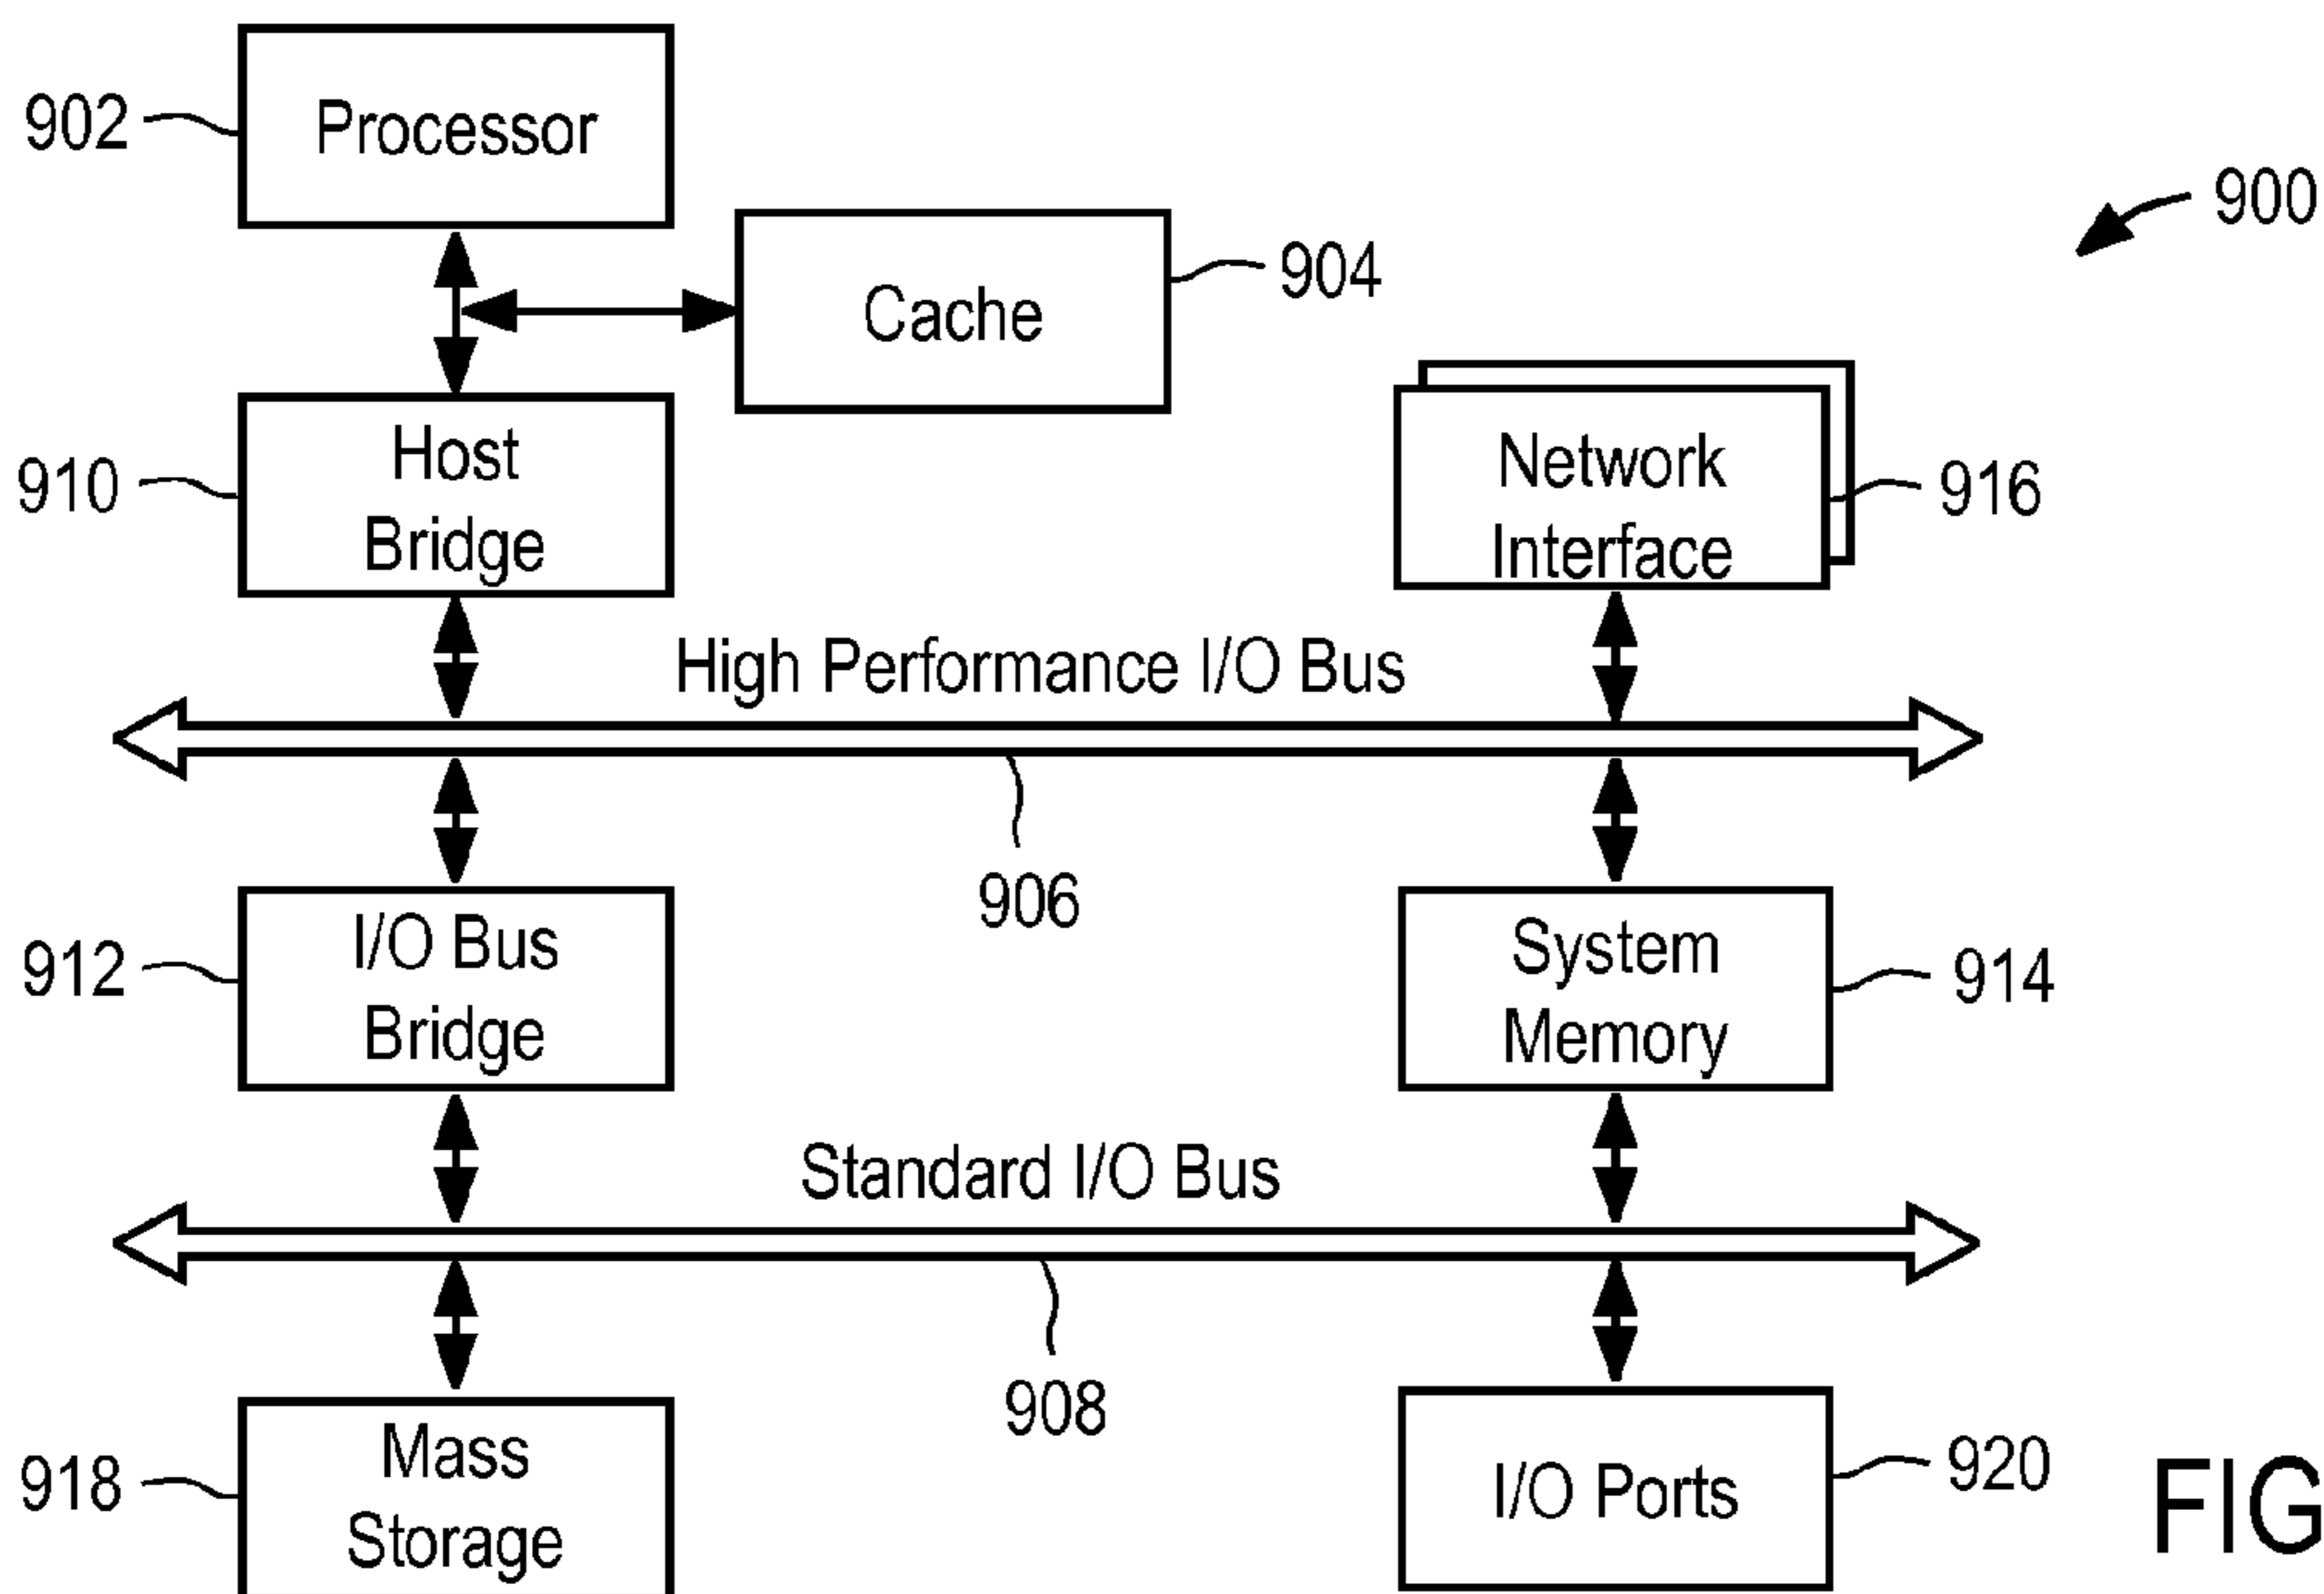 902
Processor
900
904
Cache
910
Host
Bridge
Network
Interface
916
High Performance I/O Bus
906
912
I/O Bus
Bridge
System
Memory
914
Standard I/O Bus
908
918
Mass
Storage
I/O Ports
920
FIG